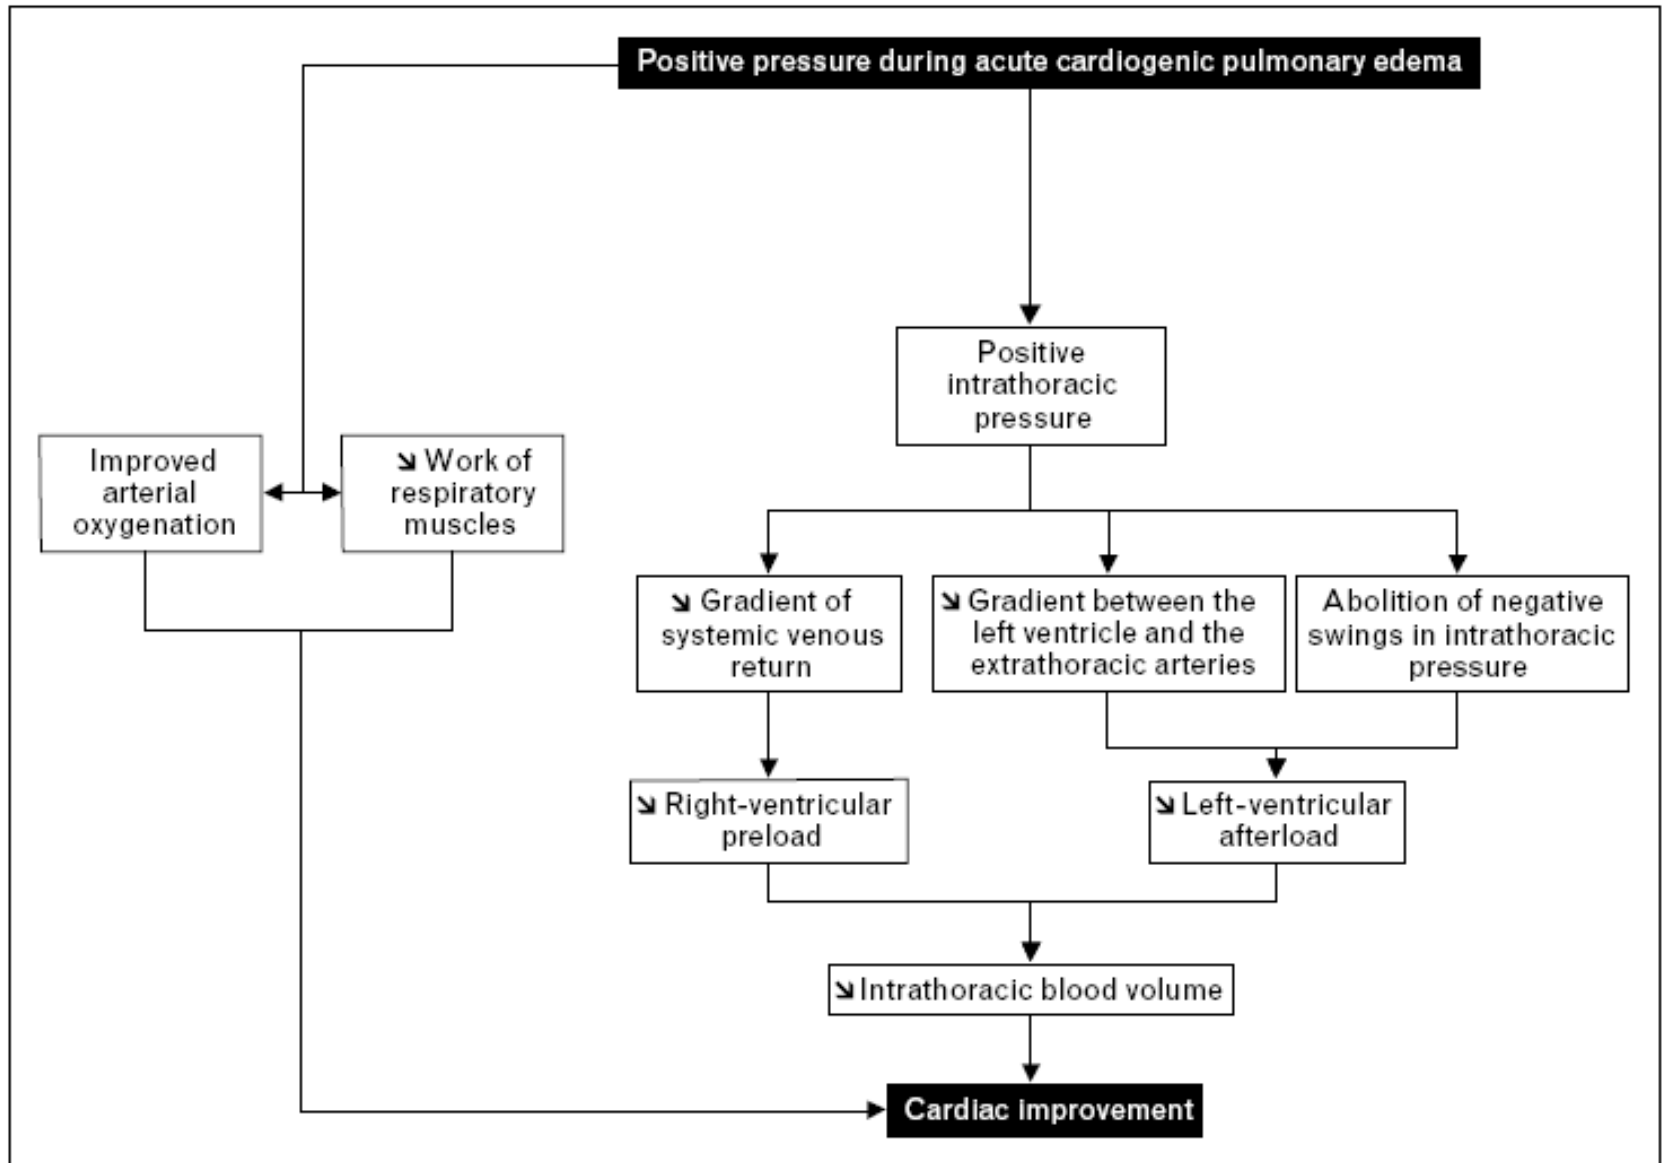 Positive pressure during acute cardiogenic pulmonary edema
Positive
intrathoracic
pressure
Improved
arterial
oxygenation
↘ Work of
respiratory
muscles
↘ Gradient of
systemic venous
return
↘ Gradient between the
left ventricle and the
extrathoracic arteries
Abolition of negative
swings in intrathoracic
pressure
↘ Right-ventricular
preload
↘ Left-ventricular
afterload
↘ Intrathoracic blood volume
Cardiac improvement